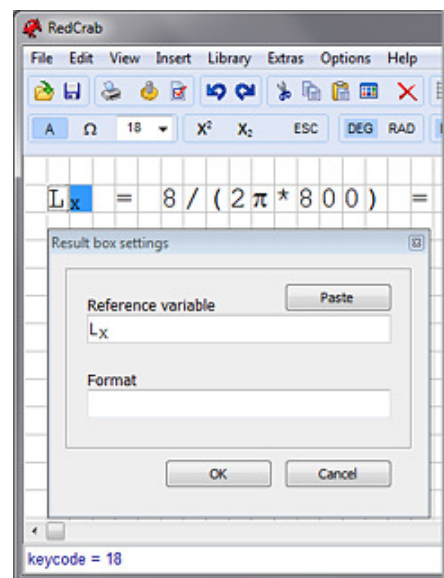 RedCrab
File Edit View Insert Library Extras Options Help
A Ω 18 X² X₂ ESC DEG RAD
Lₓ = 8/(2π*800) =
Result box settings
Reference variable Paste
Lₓ
Format
OK Cancel
keycode = 18